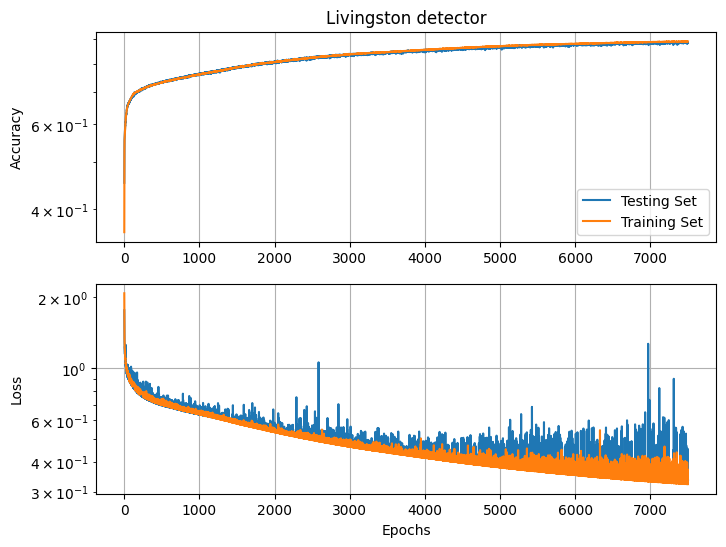 Livingston detector
Accuracy
6 × 10⁻¹
4 × 10⁻¹
Testing Set
Training Set
0 1000 2000 3000 4000 5000 6000 7000
Loss
2 × 10⁰
10⁰
6 × 10⁻¹
4 × 10⁻¹
3 × 10⁻¹
0 1000 2000 3000 4000 5000 6000 7000
Epochs